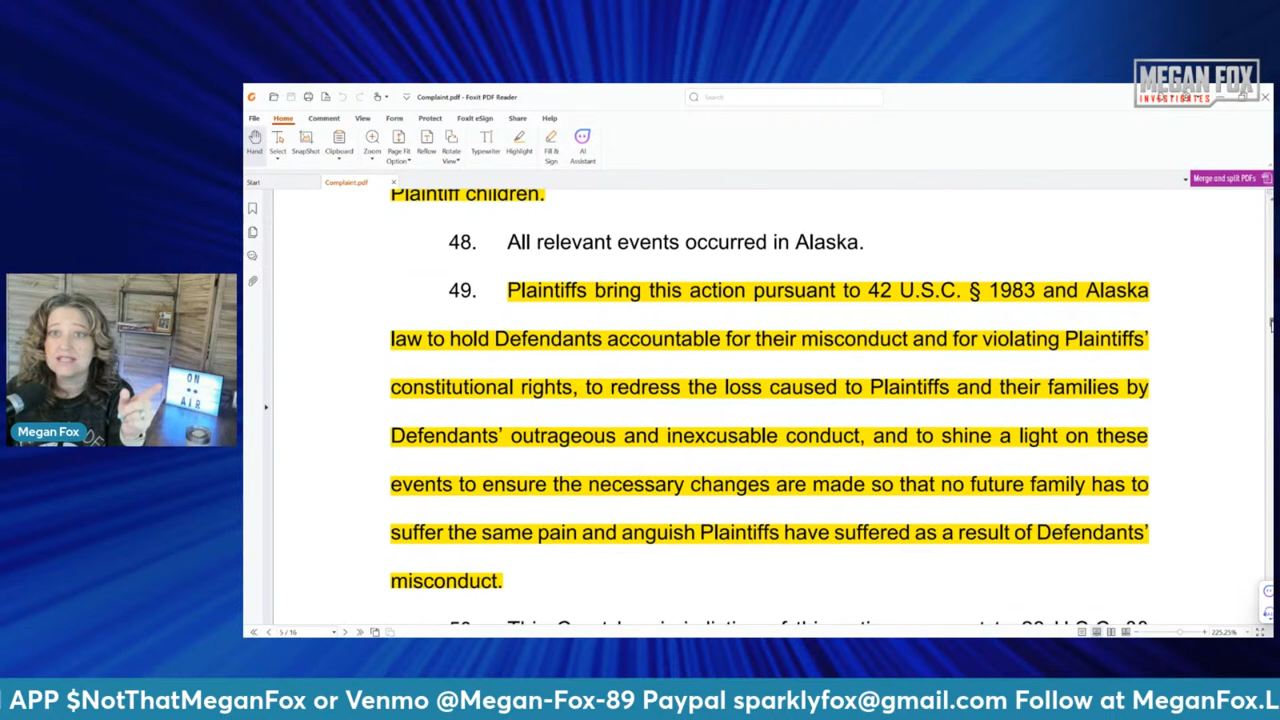 MEGAN FOX
INVESTIGATES
Complaint.pdf - Foxit PDF Reader
Search
File Home Comment View Form Protect Foxit eSign Share Help
Hand Select SnapShot Clipboard Zoom Page Fit Option Reflow Rotate View Typewriter Highlight Fill & Sign AI Assistant
Start Complaint.pdf Merge and split PDFs
Plaintiff children.
48. All relevant events occurred in Alaska.
49. Plaintiffs bring this action pursuant to 42 U.S.C. § 1983 and Alaska
law to hold Defendants accountable for their misconduct and for violating Plaintiffs’
constitutional rights, to redress the loss caused to Plaintiffs and their families by
Defendants’ outrageous and inexcusable conduct, and to shine a light on these
events to ensure the necessary changes are made so that no future family has to
suffer the same pain and anguish Plaintiffs have suffered as a result of Defendants’
misconduct.
ON
AIR
Megan Fox
5 / 16
225.25%
APP $NotThatMeganFox or Venmo @Megan-Fox-89 Paypal sparklyfox@gmail.com Follow at MeganFox.L